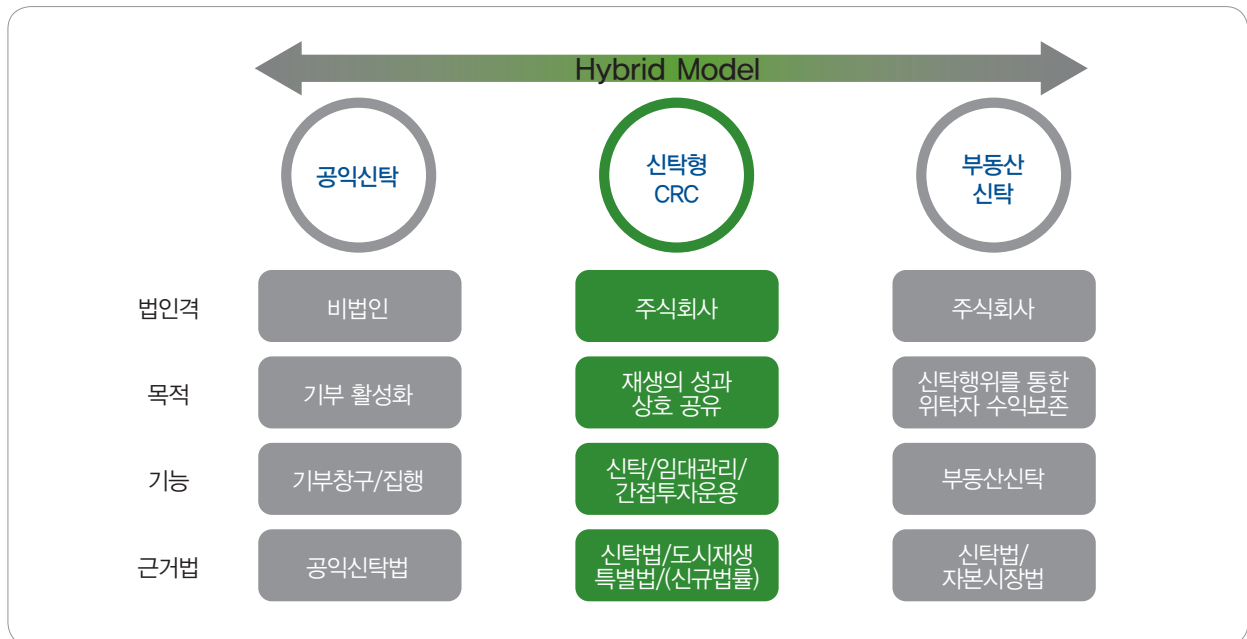 Hybrid Model
공익신탁
신탁형
CRC
부동산
신탁
법인격
비법인
주식회사
주식회사
목적
기부 활성화
재생의 성과
상호 공유
신탁행위를 통한
위탁자 수익보존
기능
기부창구/집행
신탁/임대관리/
간접투자운용
부동산신탁
근거법
공익신탁법
신탁법/도시재생
특별법/(신규법률)
신탁법/
자본시장법